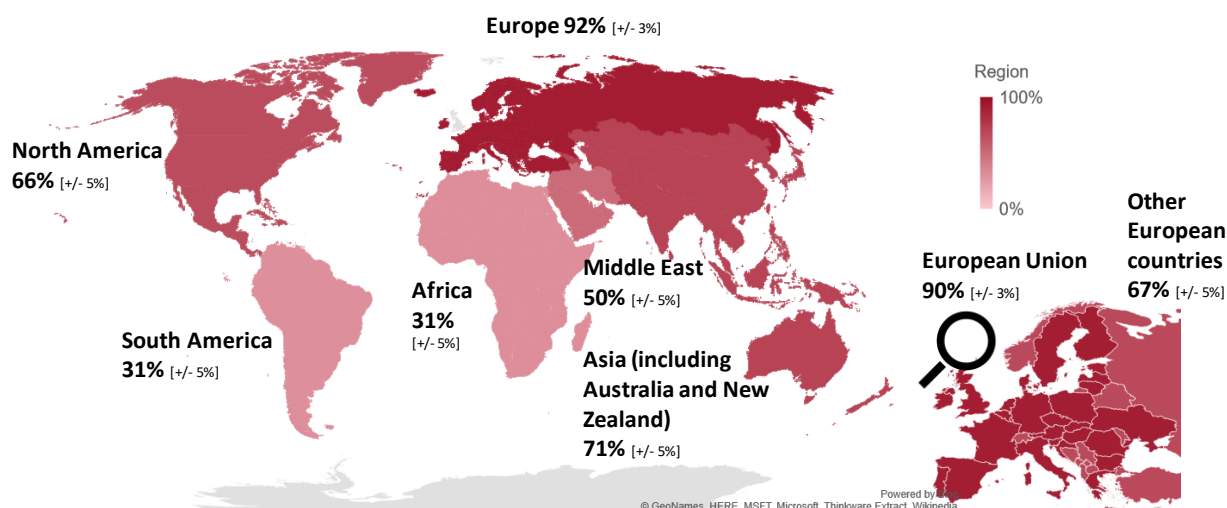 Europe 92% [+/- 3%]
Region
100%
0%
North America
66% [+/- 5%]
Other
European
countries
67% [+/- 5%]
European Union
90% [+/- 3%]
Middle East
50% [+/- 5%]
Africa
31%
[+/- 5%]
South America
31% [+/- 5%]
Asia (including
Australia and New
Zealand)
71% [+/- 5%]
Powered by
© GeoNames, HERE, MSFT, Microsoft, Thinkware Extract, Wikipedia